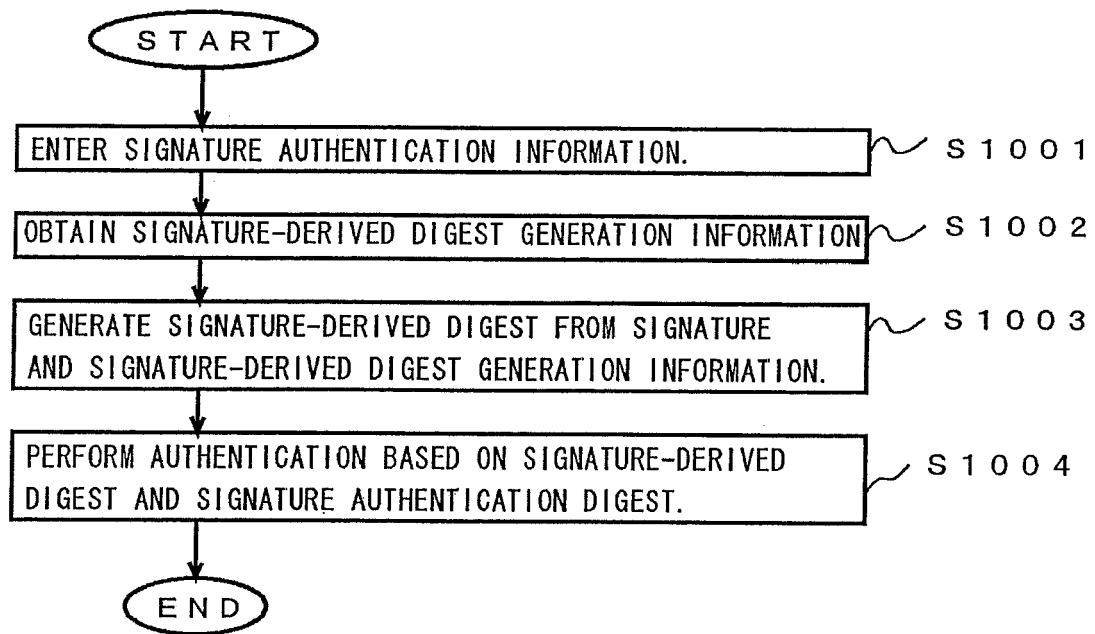 START
ENTER SIGNATURE AUTHENTICATION INFORMATION.
S1001
OBTAIN SIGNATURE-DERIVED DIGEST GENERATION INFORMATION
S1002
GENERATE SIGNATURE-DERIVED DIGEST FROM SIGNATURE
AND SIGNATURE-DERIVED DIGEST GENERATION INFORMATION.
S1003
PERFORM AUTHENTICATION BASED ON SIGNATURE-DERIVED
DIGEST AND SIGNATURE AUTHENTICATION DIGEST.
S1004
END